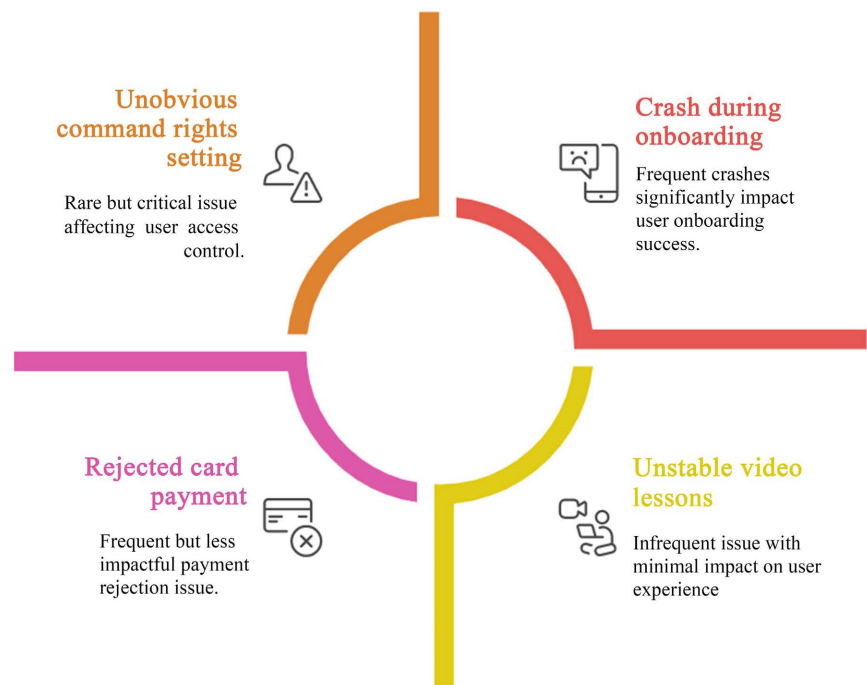 Unobvious
command rights
setting
Rare but critical issue
affecting user access
control.
Crash during
onboarding
Frequent crashes
significantly impact
user onboarding
success.
Rejected card
payment
Frequent but less
impactful payment
rejection issue.
Unstable video
lessons
Infrequent issue with
minimal impact on user
experience